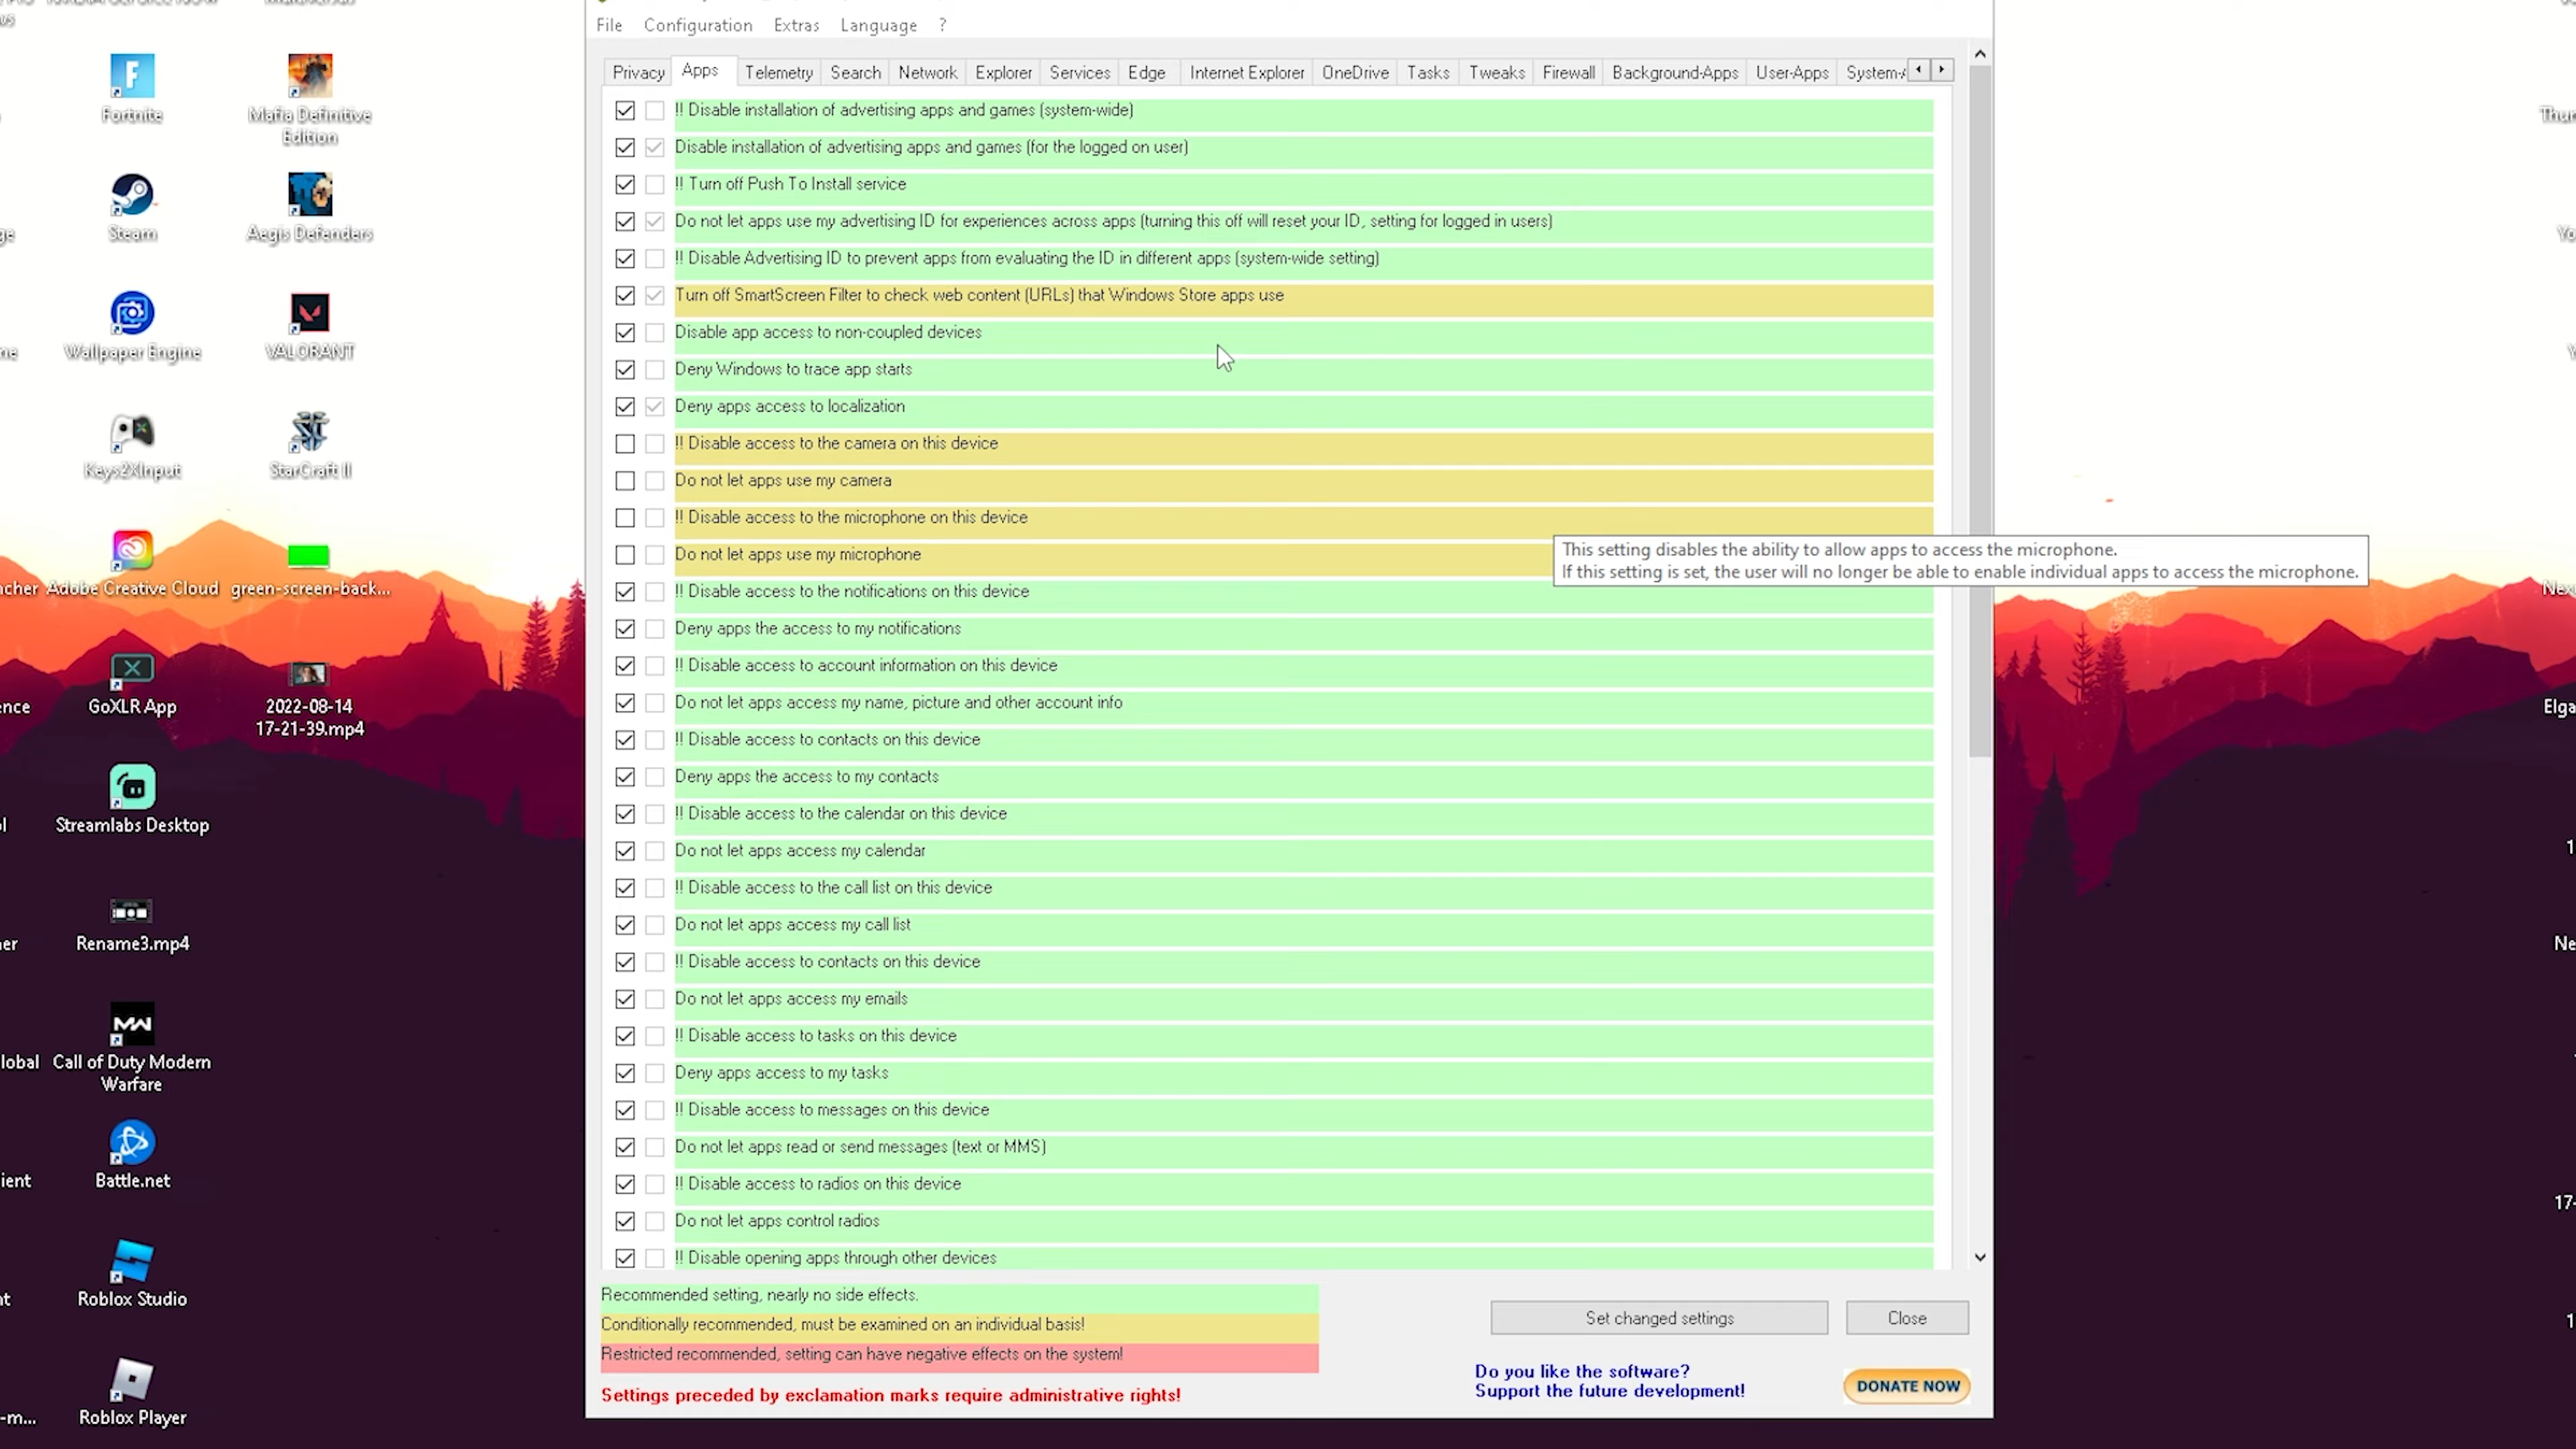 File Configuration Extras Language ?
Privacy Apps Telemetry Search Network Explorer Services Edge Internet Explorer OneDrive Tasks Tweaks Firewall Background-Apps User-Apps
!! Disable installation of advertising apps and games (system-wide)
Disable installation of advertising apps and games (for the logged on user)
!! Turn off Push To Install service
Do not let apps use my advertising ID for experiences across apps (turning this off will reset your ID, setting for logged in users)
!! Disable Advertising ID to prevent apps from evaluating the ID in different apps (system-wide setting)
Turn off SmartScreen Filter to check web content (URLs) that Windows Store apps use
Disable app access to non-coupled devices
Deny Windows to trace app starts
Deny apps access to localization
!! Disable access to the camera on this device
Do not let apps use my camera
!! Disable access to the microphone on this device
Do not let apps use my microphone
This setting disables the ability to allow apps to access the microphone.
If this setting is set, the user will no longer be able to enable individual apps to access the microphone.
!! Disable access to the notifications on this device
Deny apps the access to my notifications
!! Disable access to account information on this device
Do not let apps access my name, picture and other account info
!! Disable access to contacts on this device
Deny apps the access to my contacts
!! Disable access to the calendar on this device
Do not let apps access my calendar
!! Disable access to the call list on this device
Do not let apps access my call list
!! Disable access to contacts on this device
Do not let apps access my emails
!! Disable access to tasks on this device
Deny apps access to my tasks
!! Disable access to messages on this device
Do not let apps read or send messages (text or MMS)
!! Disable access to radios on this device
Do not let apps control radios
!! Disable opening apps through other devices
Recommended setting, nearly no side effects.
Conditionally recommended, must be examined on an individual basis!
Restricted recommended, setting can have negative effects on the system!
Settings preceded by exclamation marks require administrative rights!
Set changed settings
Close
Do you like the software?
Support the future development!
DONATE NOW
Fortnite
Mafia Definitive
Edition
Steam
Aegis Defenders
Wallpaper Engine
VALORANT
Keys2XInput
StarCraft II
Adobe Creative Cloud
green-screen-back...
GoXLR App
2022-08-14
17-21-39.mp4
Streamlabs Desktop
Rename3.mp4
MW
Call of Duty Modern
Warfare
Battle.net
Roblox Studio
Roblox Player